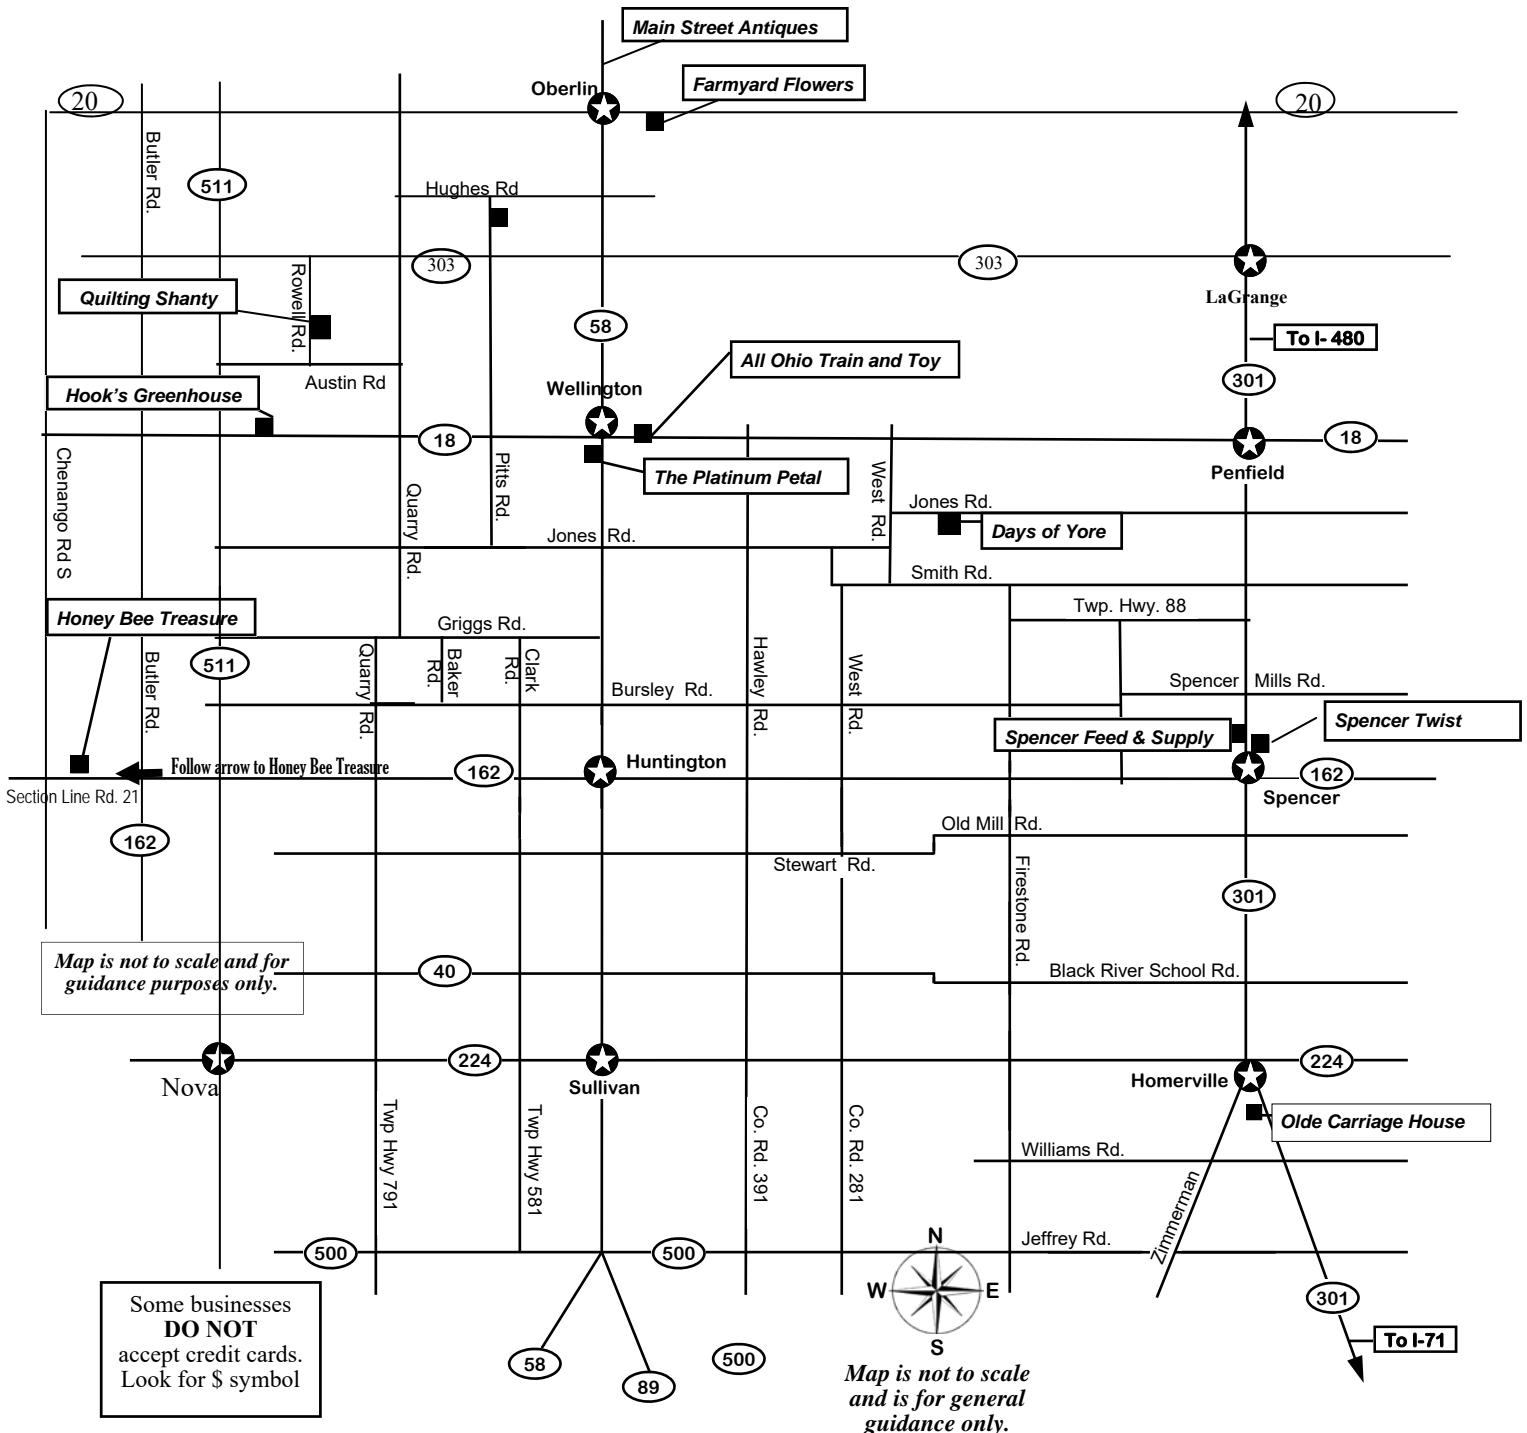 Main Street Antiques
Oberlin
Farmyard Flowers
20
20
Butler Rd.
511
Hughes Rd
303
303
Rowell Rd.
Quilting Shanty
LaGrange
58
To I- 480
All Ohio Train and Toy
Austin Rd
Wellington
301
Hook's Greenhouse
18
18
Chenango Rd S
Quarry Rd.
Pitts Rd.
The Platinum Petal
West Rd.
Penfield
Jones Rd.
Jones Rd.
Days of Yore
Smith Rd.
Twp. Hwy. 88
Honey Bee Treasure
Griggs Rd.
Butler Rd.
511
Quarry Rd.
Baker Rd.
Clark Rd.
Hawley Rd.
West Rd.
Bursley Rd.
Spencer Mills Rd.
Spencer Feed & Supply
Spencer Twist
Follow arrow to Honey Bee Treasure
162
Huntington
162
Section Line Rd. 21
Spencer
162
Old Mill Rd.
Stewart Rd.
Firestone Rd.
301
Map is not to scale and for
guidance purposes only.
40
Black River School Rd.
224
224
Nova
Sullivan
Homerville
Twp Hwy 791
Twp Hwy 581
Co. Rd. 391
Co. Rd. 281
Olde Carriage House
Williams Rd.
Zimmerman
500
500
N
Jeffrey Rd.
W
E
S
301
Some businesses
DO NOT
accept credit cards.
Look for $ symbol
To I-71
58
500
89
Map is not to scale
and is for general
guidance only.